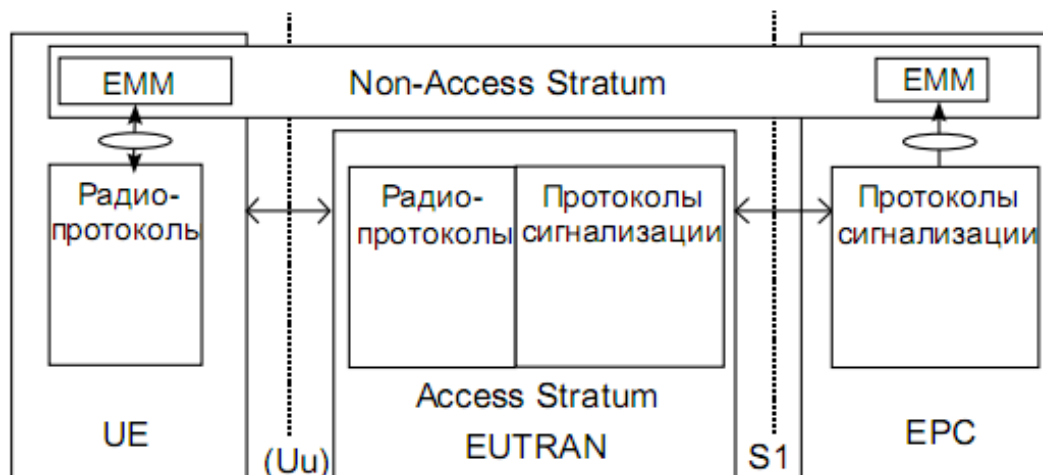 EMM
Non-Access Stratum
EMM
Радио-
протоколь
Радио-
протоколы
Протоколы
сигнализации
Протоколы
сигнализации
Access Stratum
UE
(Uu)
EUTRAN
S1
EPC